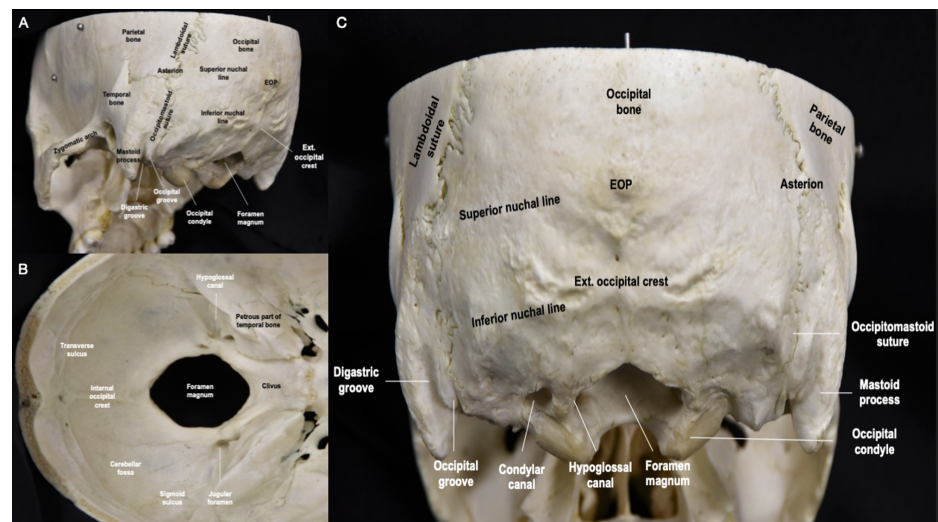 A
Parietal
bone
Lambdoidal
suture
Occipital
bone
Asterion
Superior nuchal
line
EOP
Temporal
bone
Occipitomastoid
suture
Inferior nuchal
line
Zygomatic arch
Mastoid
process
Ext.
occipital
crest
Occipital
groove
Digastric
groove
Occipital
condyle
Foramen
magnum
B
Hypoglossal
canal
Petrous part of
temporal bone
Transverse
sulcus
Internal
occipital
crest
Foramen
magnum
Clivus
Cerebellar
fossa
Sigmoid
sulcus
Jugular
foramen
C
Lambdoidal
suture
Occipital
bone
Parietal
bone
EOP
Asterion
Superior nuchal line
Ext. occipital crest
Inferior nuchal line
Occipitomastoid
suture
Digastric
groove
Mastoid
process
Occipital
condyle
Occipital
groove
Condylar
canal
Hypoglossal
canal
Foramen
magnum